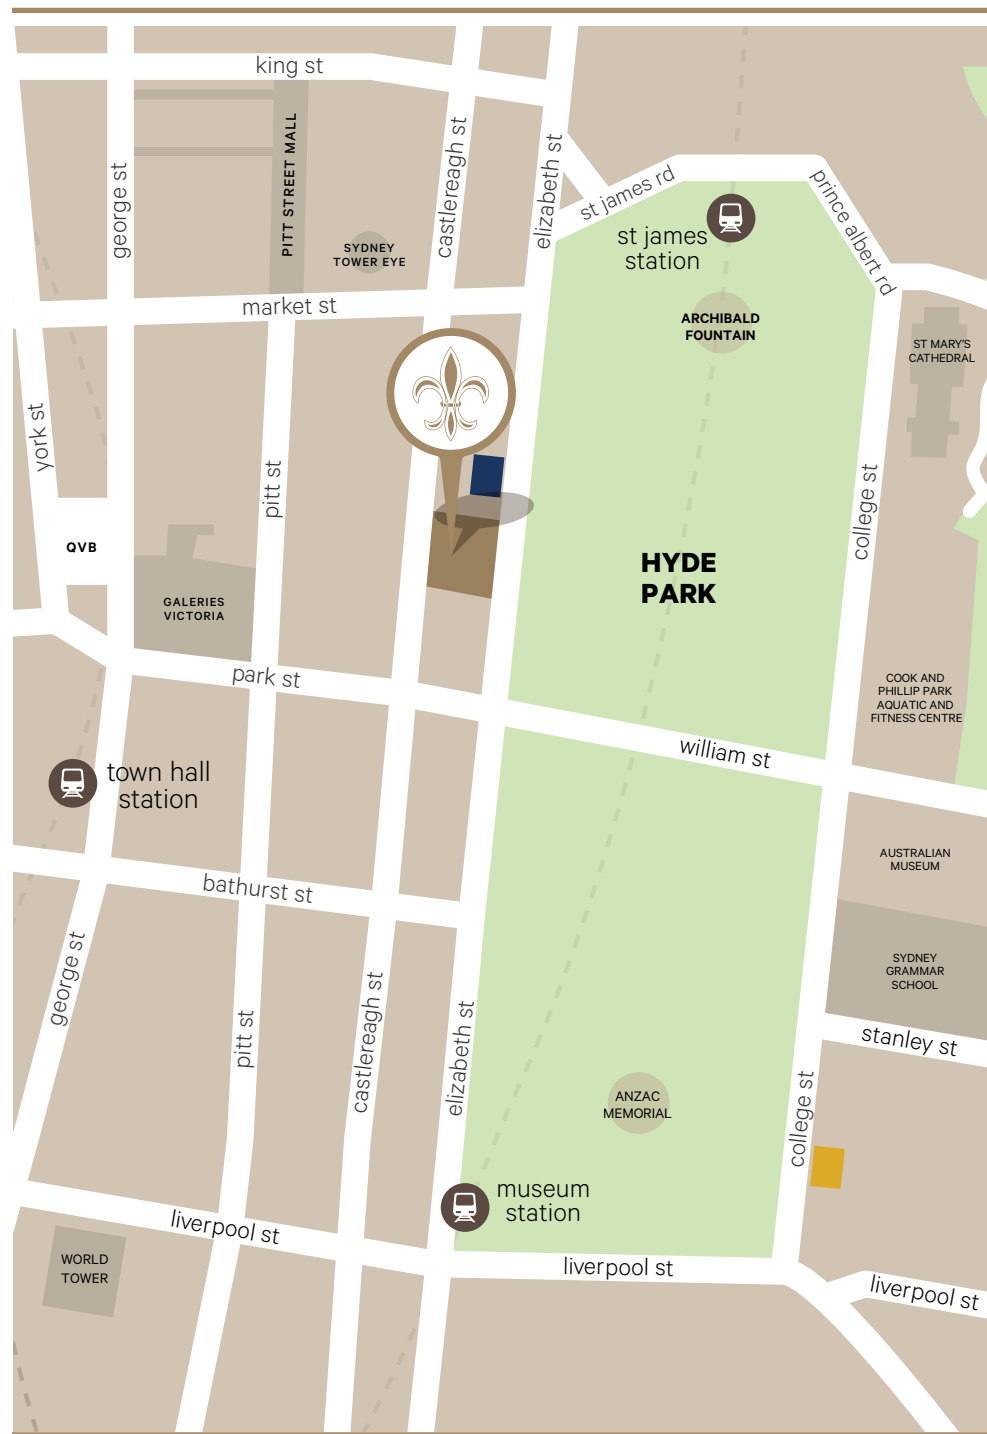 king st
PITT STREET MALL
george st
castlereagh st
elizabeth st
st james rd
prince albert rd
SYDNEY
TOWER EYE
st james
station
market st
ARCHIBALD
FOUNTAIN
ST MARY'S
CATHEDRAL
york st
pitt st
college st
QVB
HYDE
PARK
GALERIES
VICTORIA
park st
COOK AND
PHILLIP PARK
AQUATIC AND
FITNESS CENTRE
william st
town hall
station
bathurst st
AUSTRALIAN
MUSEUM
SYDNEY
GRAMMAR
SCHOOL
george st
pitt st
castlereagh st
elizabeth st
stanley st
ANZAC
MEMORIAL
college st
museum
station
liverpool st
WORLD
TOWER
liverpool st
liverpool st